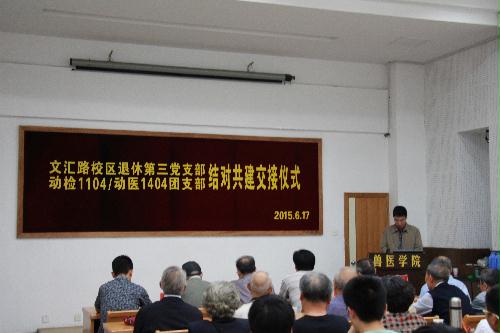 文汇路校区退休第三党支部
动检1104/动医1404团支部
结对共建交接仪式
2015.6.17
兽医学院